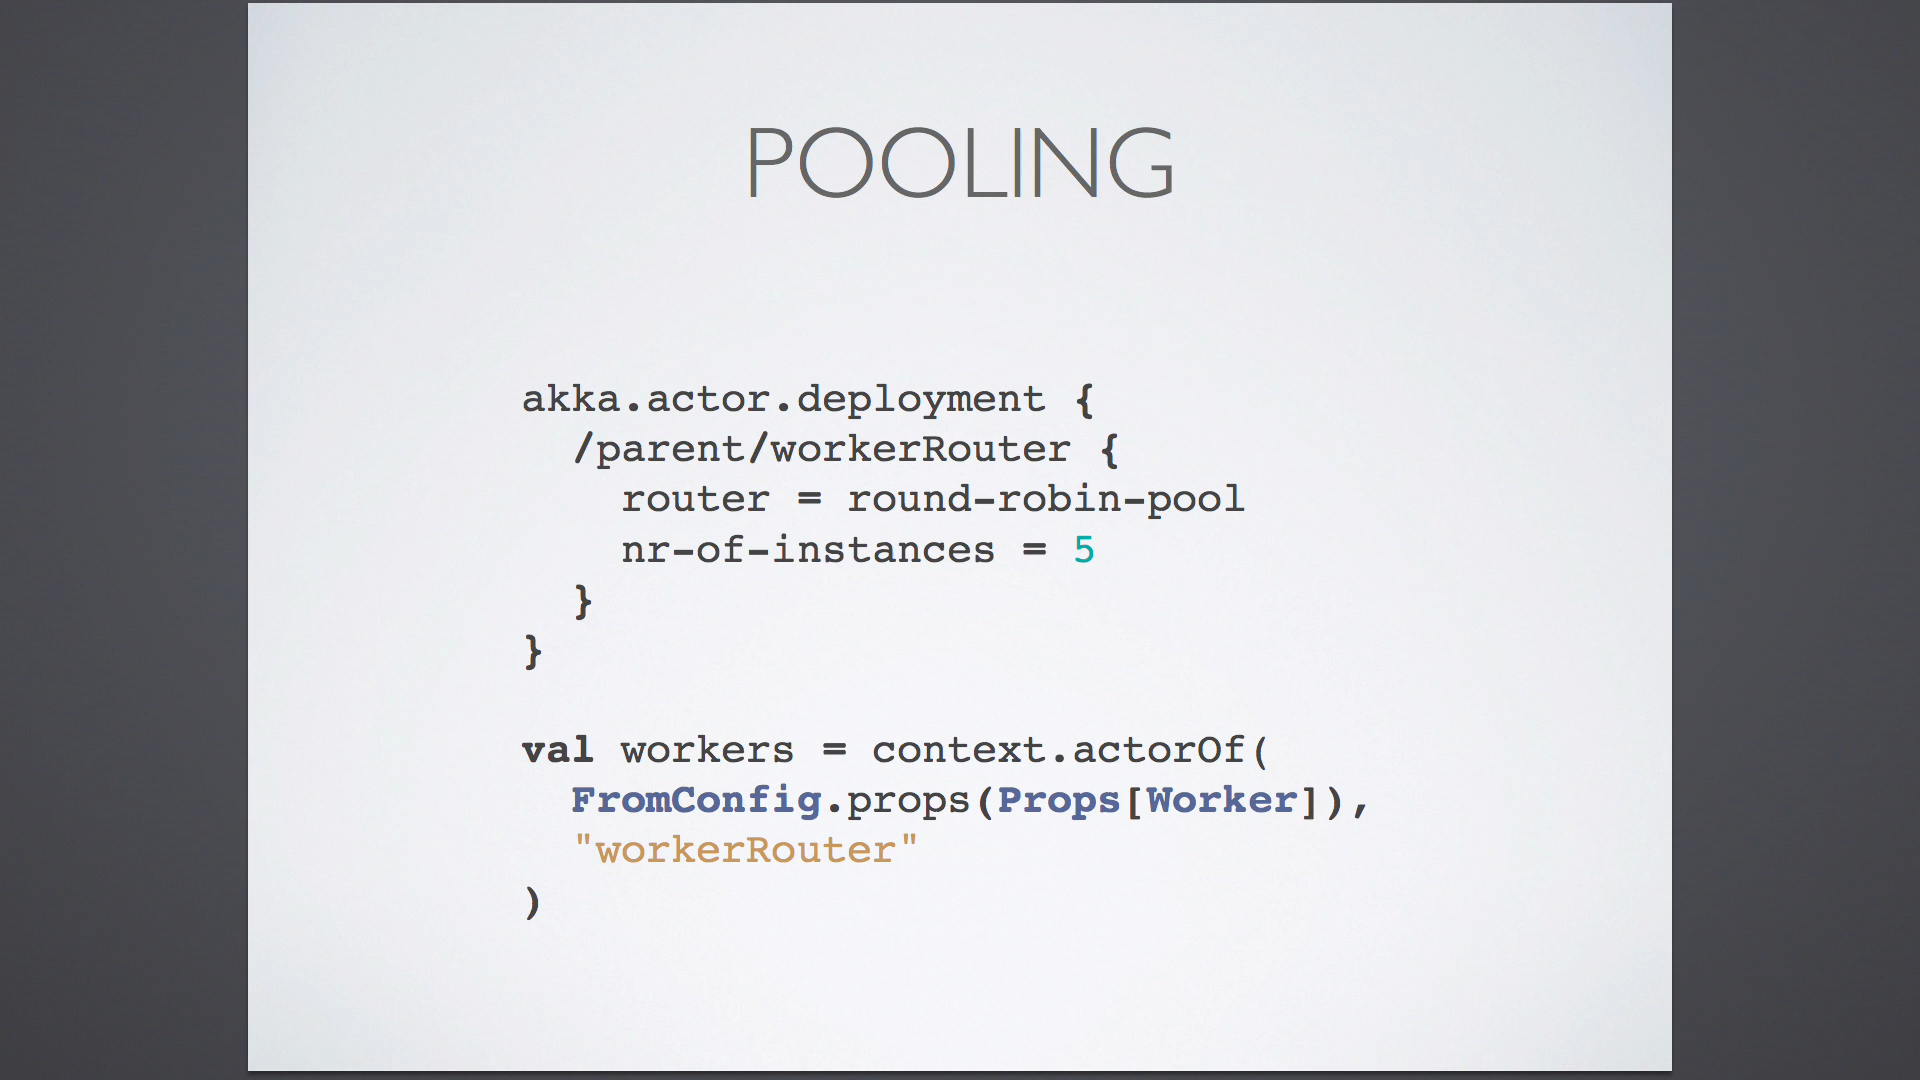 POOLING
akka.actor.deployment {
  /parent/workerRouter {
    router = round-robin-pool
    nr-of-instances = 5
  }
}
val workers = context.actorOf(
  FromConfig.props(Props[Worker]),
  "workerRouter"
)